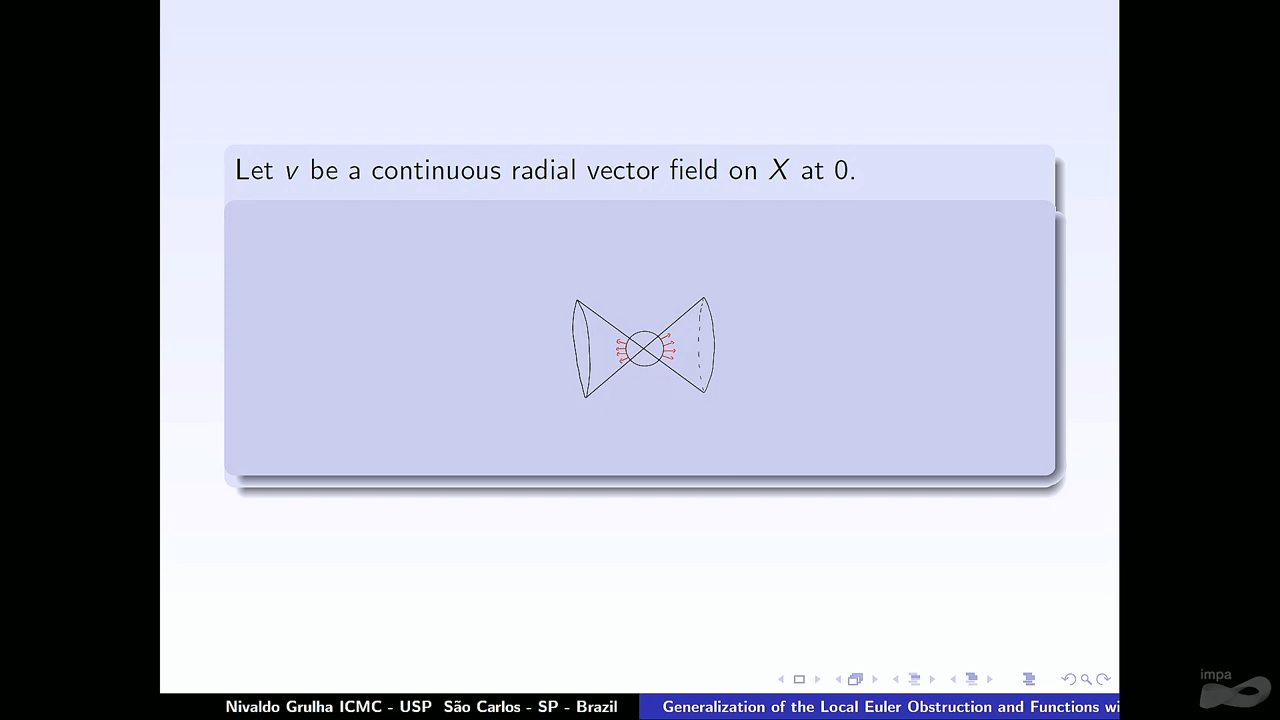 Let v be a continuous radial vector field on X at 0.
impa
Nivaldo Grulha ICMC - USP São Carlos - SP - Brazil
Generalization of the Local Euler Obstruction and Functions wi